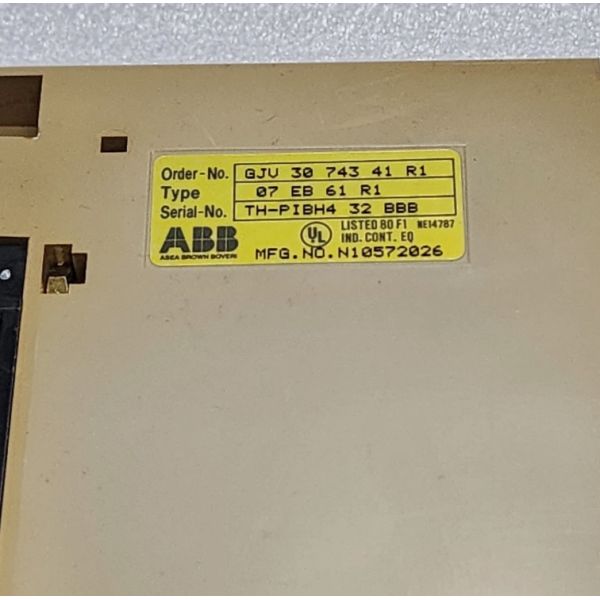 Order-No. GJV 30 743 41 R1
Type 07 EB 61 R1
Serial-No. TH-PIBH4 32 BBB
ABB
ASEA BROWN BOVERI
UL
LISTED 80 F1 NE14787
IND. CONT. EQ
MFG.NO.N10572026